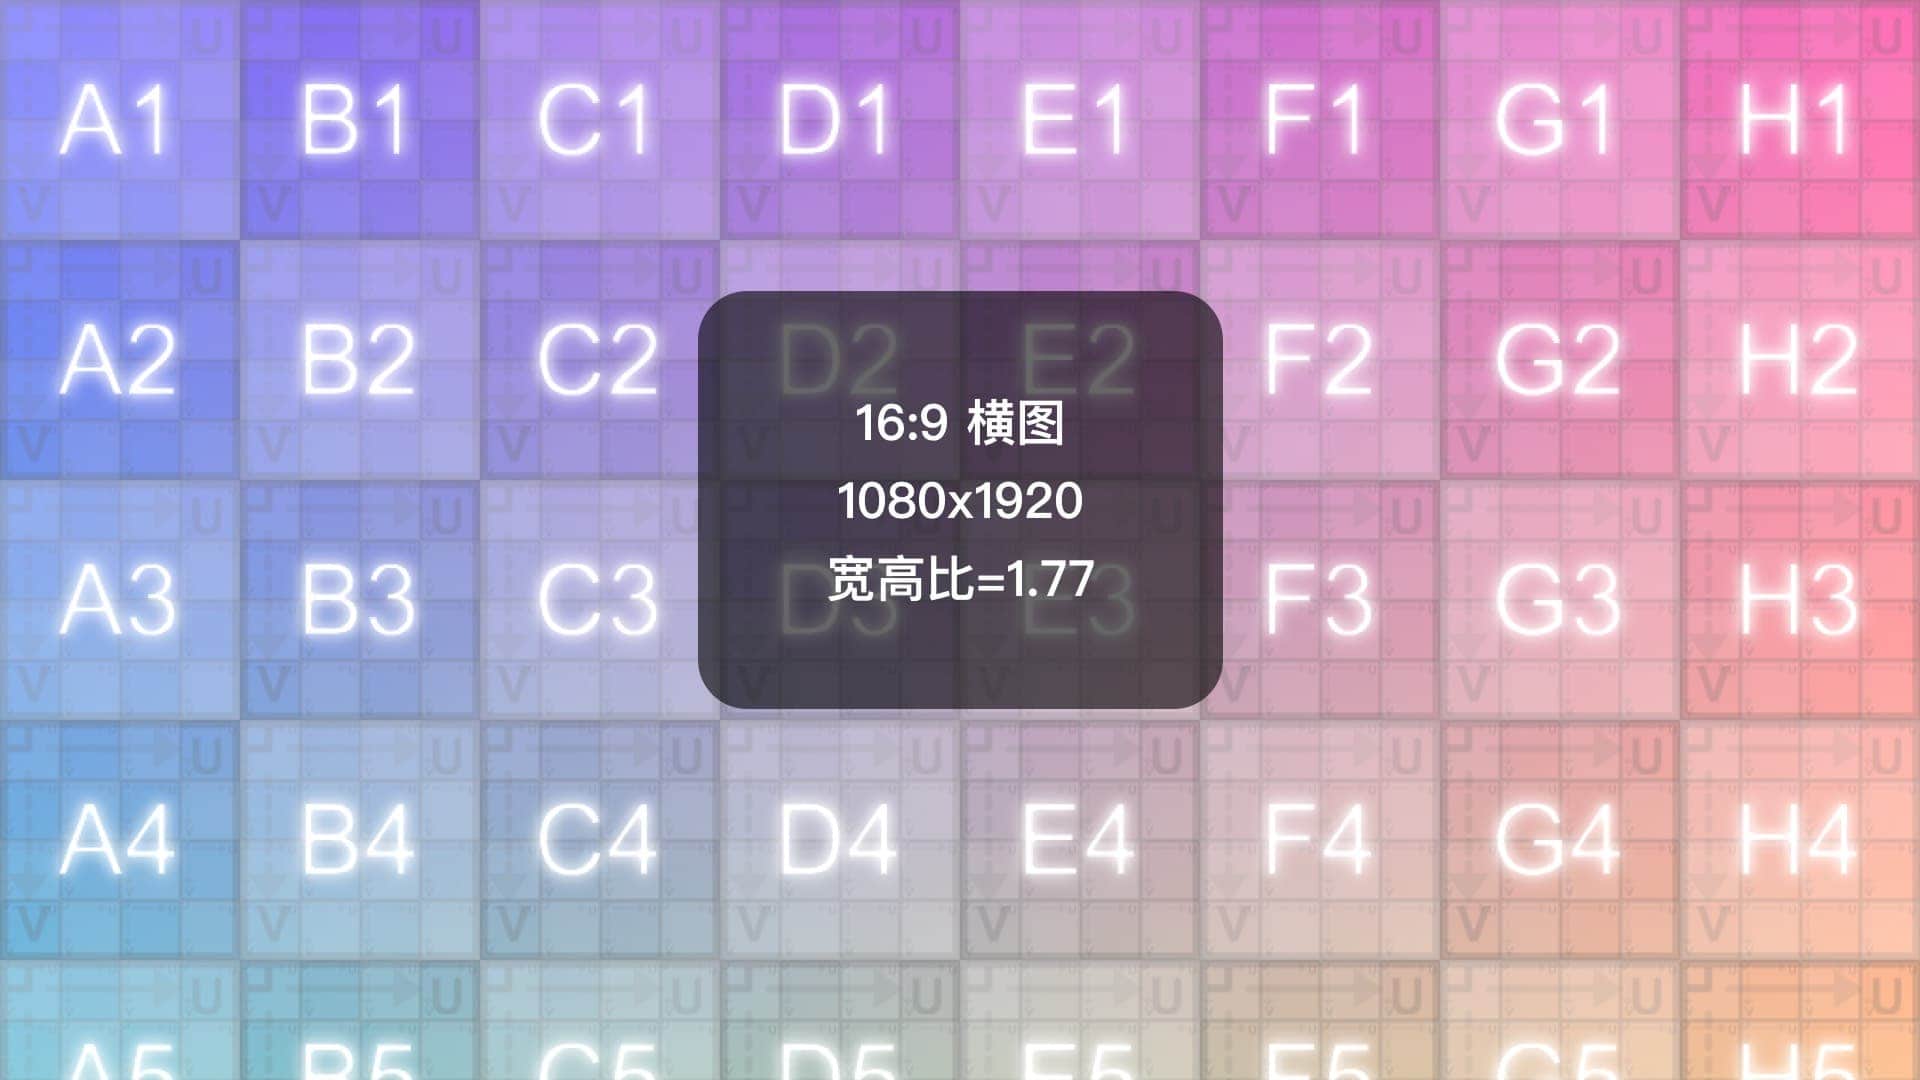 A1 B1 C1 D1 E1 F1 G1 H1
A2 B2 C2 D2 E2 F2 G2 H2
16:9 横图
1080x1920
宽高比=1.77
A3 B3 C3 D3 E3 F3 G3 H3
A4 B4 C4 D4 E4 F4 G4 H4
A5 B5 C5 D5 E5 F5 G5 H5